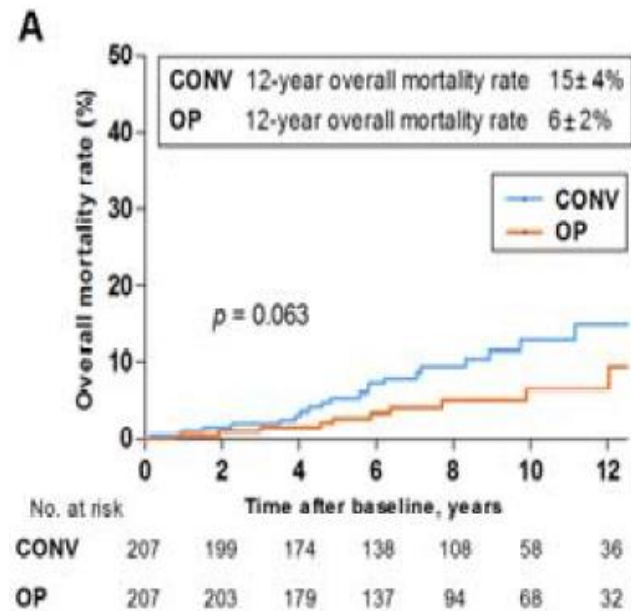 A
Overall mortality rate (%)
50
40
30
20
10
0
CONV 12-year overall mortality rate 15±4%
OP 12-year overall mortality rate 6±2%
CONV
OP
p = 0.063
0 2 4 6 8 10 12
No. at risk Time after baseline, years
CONV 207 199 174 138 108 58 36
OP 207 203 179 137 94 68 32